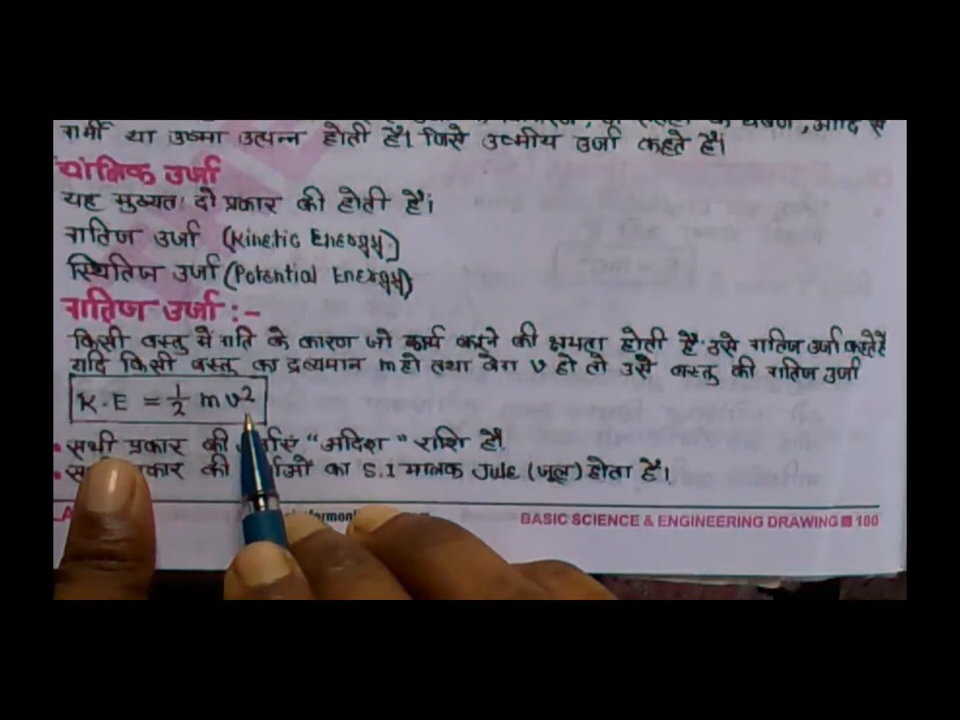 गर्मी या उष्मा उत्पन्न होती है। जिसे उष्मीय उर्जा कहते है।
यांत्रिक उर्जा
यह मुख्यतः दो प्रकार की होती है।
गतिज उर्जा (Kinetic Energy)
स्थितिज उर्जा (Potential Energy)
गतिज उर्जा :-
किसी वस्तु में गति के कारण जो कार्य करने की क्षमता होती है उसे गतिज उर्जा कहते हैं
यदि किसी वस्तु का द्रव्यमान m हो तथा वेग v हो तो उसे वस्तु की गतिज उर्जा
K.E = 1/2 mv²
सभी प्रकार की "अदिश" राशि है।
प्रकार की का S.I मात्रक Jule (जूल) होता है।
BASIC SCIENCE & ENGINEERING DRAWING 100